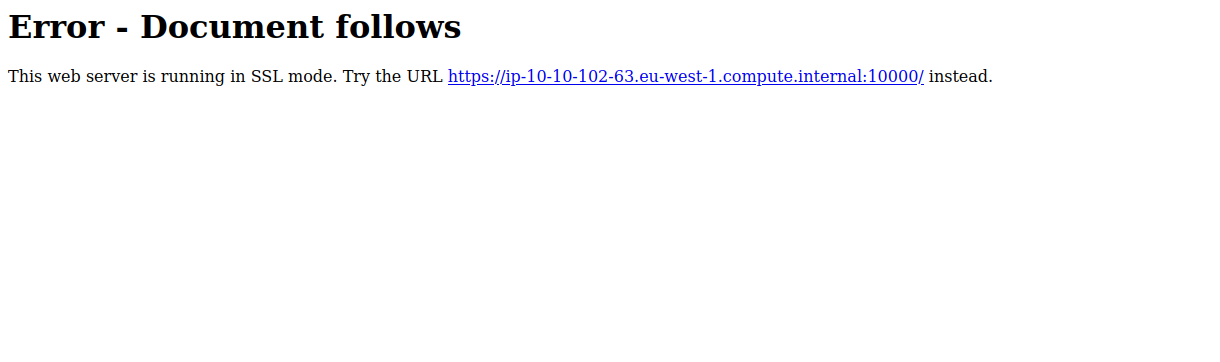 Error - Document follows
This web server is running in SSL mode. Try the URL https://ip-10-10-102-63.eu-west-1.compute.internal:10000/ instead.